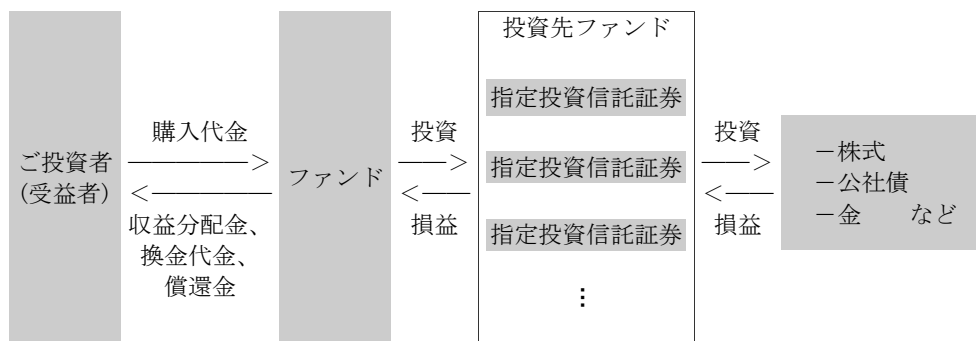 ご投資者
(受益者)
購入代金
収益分配金、
換金代金、
償還金
ファンド
投資
損益
投資先ファンド
指定投資信託証券
指定投資信託証券
指定投資信託証券
⋮
投資
損益
－株式
－公社債
－金　　など